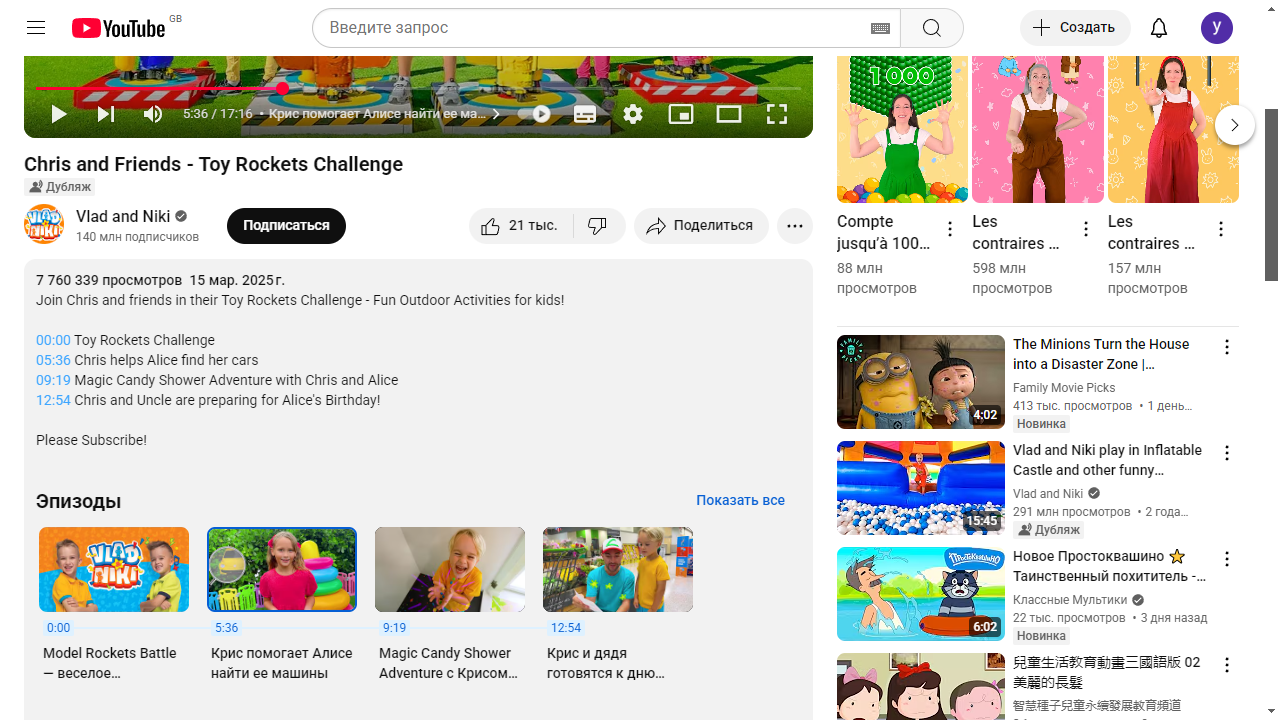 YouTube
GB
Введите запрос
Создать
y
5:36 / 17:16 • Крис помогает Алисе найти ее ма...
Chris and Friends - Toy Rockets Challenge
Дубляж
Vlad and Niki
140 млн подписчиков
Подписаться
21 тыс.
Поделиться
7 760 339 просмотров 15 мар. 2025 г.
Join Chris and friends in their Toy Rockets Challenge - Fun Outdoor Activities for kids!
00:00 Toy Rockets Challenge
05:36 Chris helps Alice find her cars
09:19 Magic Candy Shower Adventure with Chris and Alice
12:54 Chris and Uncle are preparing for Alice's Birthday!
Please Subscribe!
Эпизоды
Показать все
VLAD
NIKI
0:00
Model Rockets Battle
— веселое...
5:36
Крис помогает Алисе
найти ее машины
9:19
Magic Candy Shower
Adventure с Крисом...
12:54
Крис и дядя
готовятся к дню...
1 000
Compte
jusqu'à 100...
88 млн
просмотров
Les
contraires ...
598 млн
просмотров
Les
contraires ...
157 млн
просмотров
FAMILY
PICKS
4:02
The Minions Turn the House
into a Disaster Zone |...
Family Movie Picks
413 тыс. просмотров • 1 день...
Новинка
15:45
Vlad and Niki play in Inflatable
Castle and other funny...
Vlad and Niki
291 млн просмотров • 2 года...
Дубляж
ПРОСТОКВАШИНО
6:02
Новое Простоквашино ⭐
Таинственный похититель -...
Классные Мультики
22 тыс. просмотров • 3 дня назад
Новинка
兒童生活教育動畫三國語版 02
美麗的長髮
智慧種子兒童永續發展教育頻道